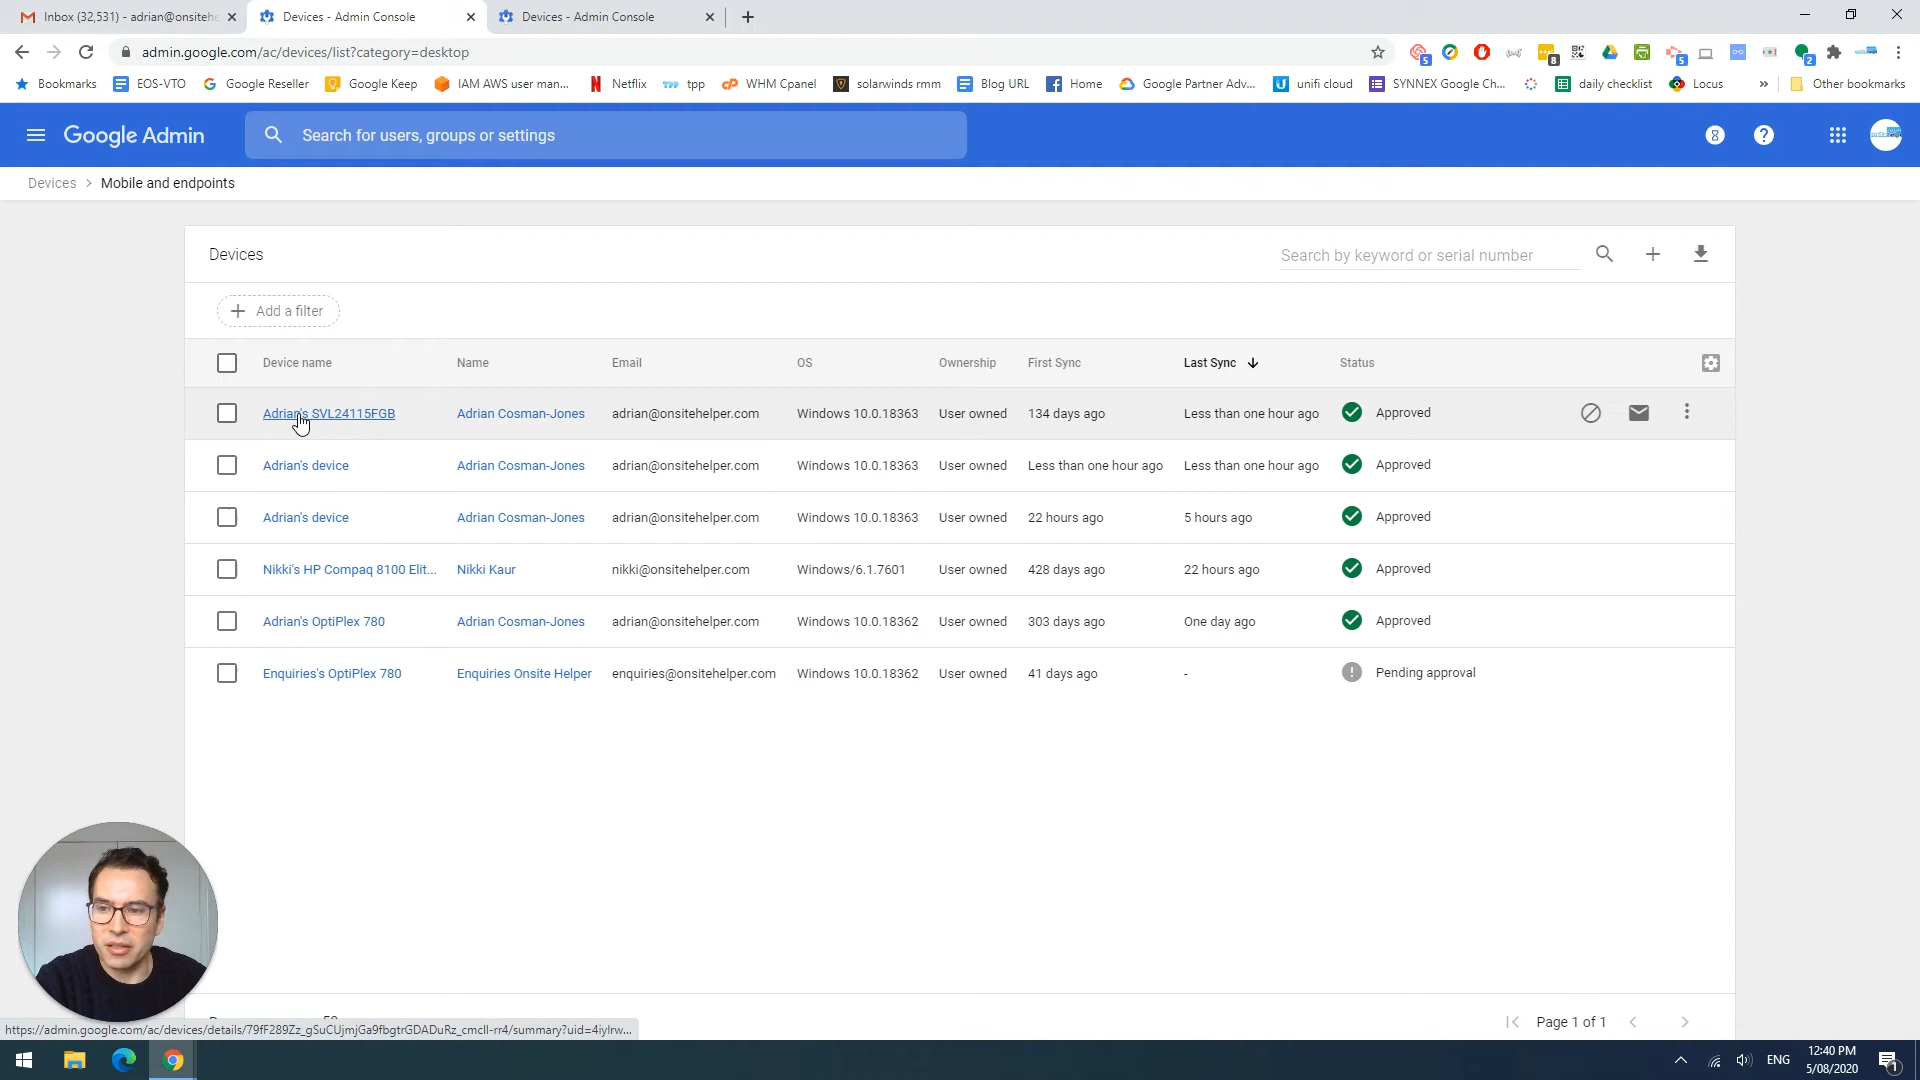 Inbox (32,531) - adrian@onsitehe
Devices - Admin Console
Devices - Admin Console
admin.google.com/ac/devices/list?category=desktop
5
8
5
2
Bookmarks
EOS-VTO
Google Reseller
Google Keep
IAM AWS user man...
Netflix
tpp
WHM Cpanel
solarwinds rmm
Blog URL
Home
Google Partner Adv...
unifi cloud
SYNNEX Google Ch...
daily checklist
Locus
»
Other bookmarks
Google Admin
Search for users, groups or settings
Devices > Mobile and endpoints
Devices
Search by keyword or serial number
Add a filter
Device name Name Email OS Ownership First Sync Last Sync Status
Adrian's SVL24115FGB Adrian Cosman-Jones adrian@onsitehelper.com Windows 10.0.18363 User owned 134 days ago Less than one hour ago Approved
Adrian's device Adrian Cosman-Jones adrian@onsitehelper.com Windows 10.0.18363 User owned Less than one hour ago Less than one hour ago Approved
Adrian's device Adrian Cosman-Jones adrian@onsitehelper.com Windows 10.0.18363 User owned 22 hours ago 5 hours ago Approved
Nikki's HP Compaq 8100 Elit... Nikki Kaur nikki@onsitehelper.com Windows/6.1.7601 User owned 428 days ago 22 hours ago Approved
Adrian's OptiPlex 780 Adrian Cosman-Jones adrian@onsitehelper.com Windows 10.0.18362 User owned 303 days ago One day ago Approved
Enquiries's OptiPlex 780 Enquiries Onsite Helper enquiries@onsitehelper.com Windows 10.0.18362 User owned 41 days ago - Pending approval
Page 1 of 1
ENG
12:40 PM
5/08/2020
1